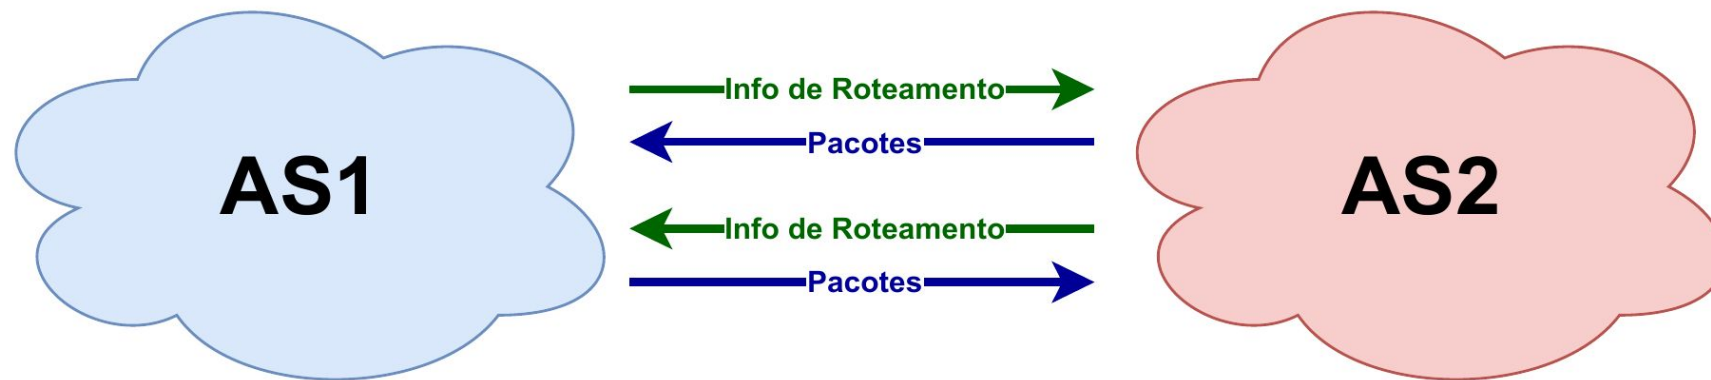 AS1
Info de Roteamento
Pacotes
Info de Roteamento
Pacotes
AS2